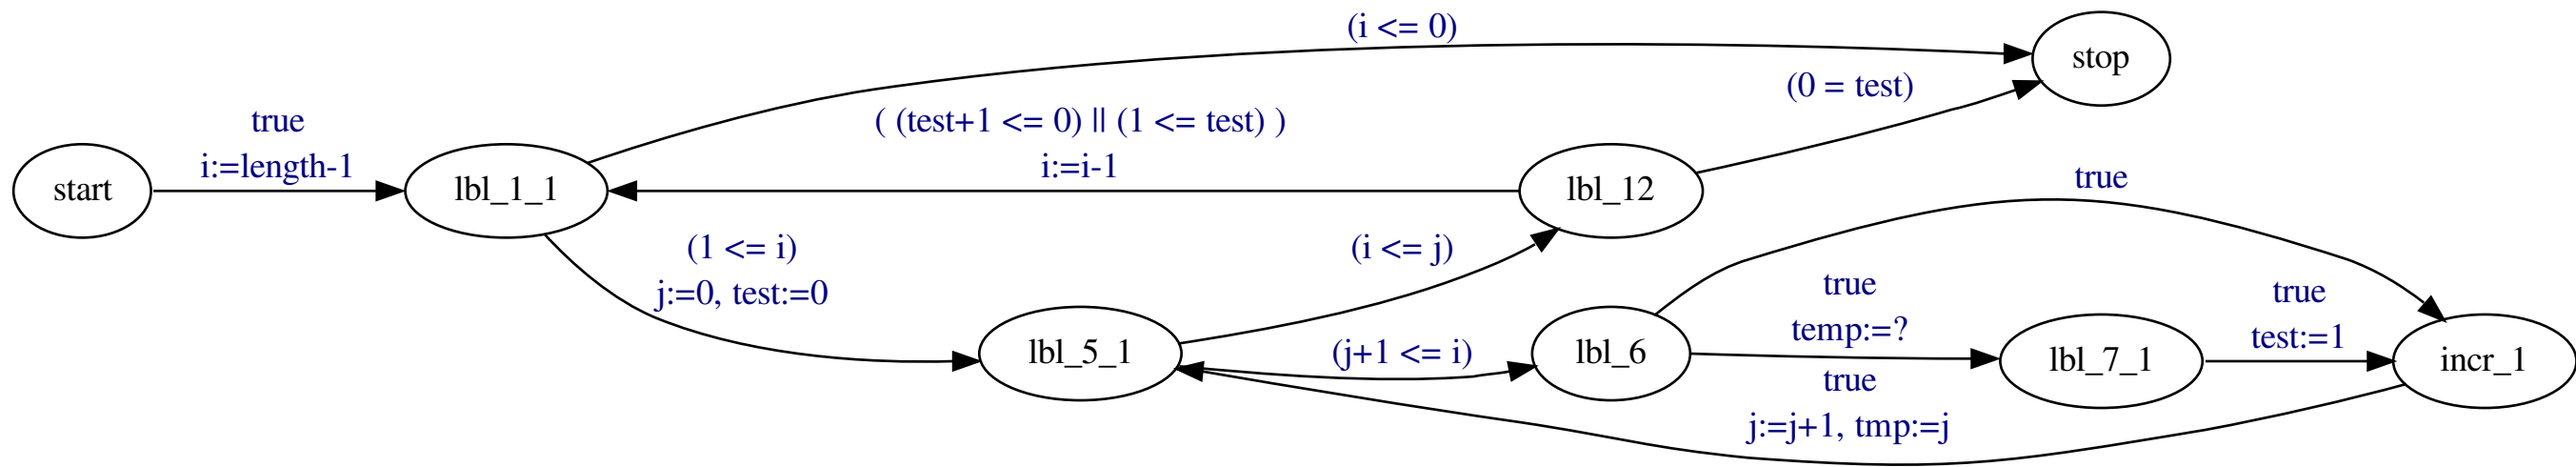 (i <= 0)
stop
(0 = test)
true
i:=length-1
( ((test+1 <= 0) || (1 <= test) )
i:=i-1
start
lbl_1_1
lbl_12
true
(1 <= i)
j:=0, test:=0
(i <= j)
true
temp:=?
true
test:=1
lbl_5_1
(j+1 <= i)
lbl_6
lbl_7_1
incr_1
true
j:=j+1, tmp:=j